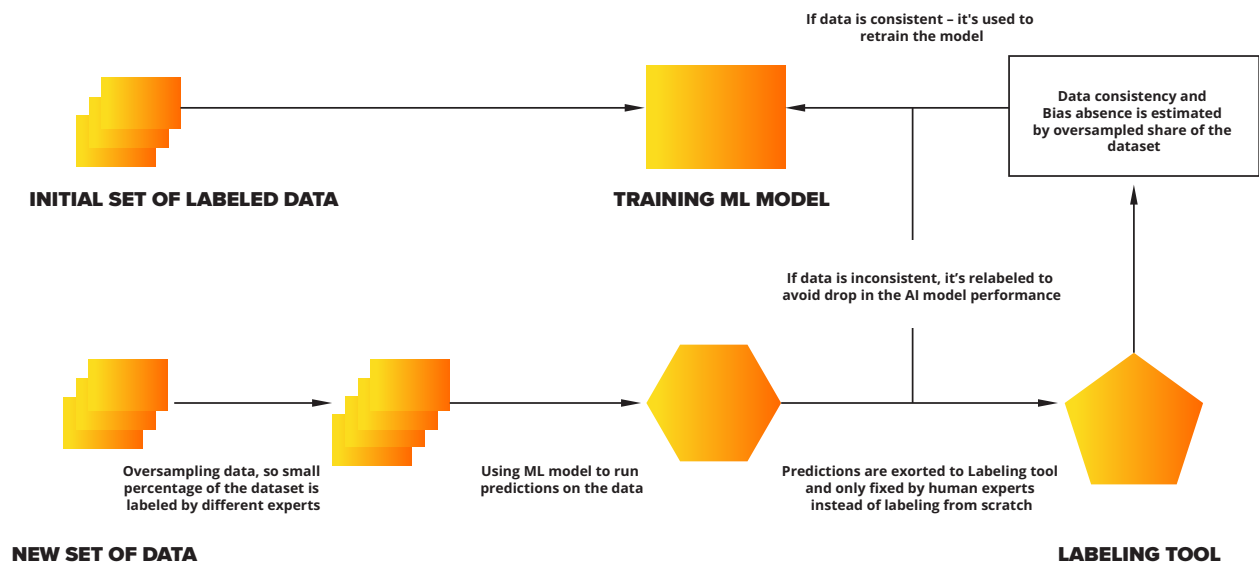 If data is consistent – it's used to
retrain the model
Data consistency and
Bias absence is estimated
by oversampled share of the
dataset
INITIAL SET OF LABELED DATA
TRAINING ML MODEL
If data is inconsistent, it’s relabeled to
avoid drop in the AI model performance
Oversampling data, so small
percentage of the dataset is
labeled by different experts
Using ML model to run
predictions on the data
Predictions are exorted to Labeling tool
and only fixed by human experts
instead of labeling from scratch
NEW SET OF DATA
LABELING TOOL